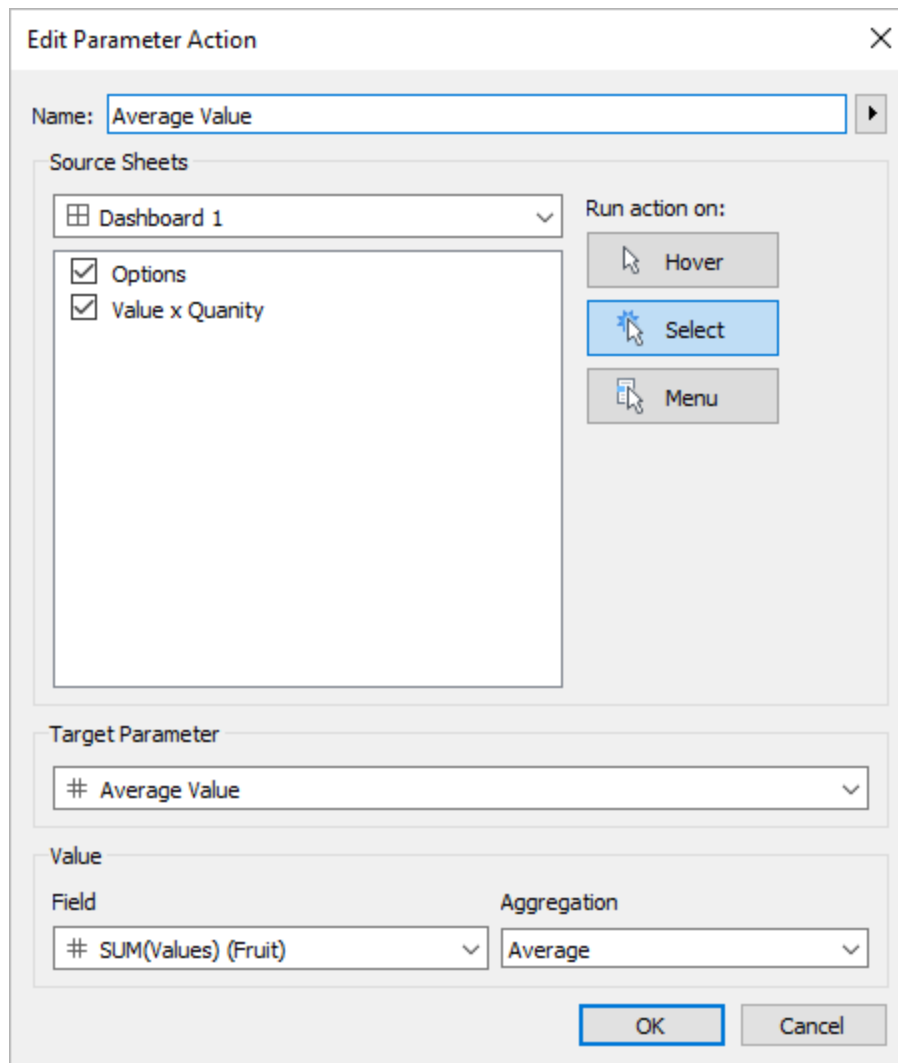 Edit Parameter Action
Name: Average Value
Source Sheets
Dashboard 1
Run action on:
Options
Value x Quanity
Hover
Select
Menu
Target Parameter
# Average Value
Value
Field Aggregation
# SUM(Values) (Fruit) Average
OK Cancel